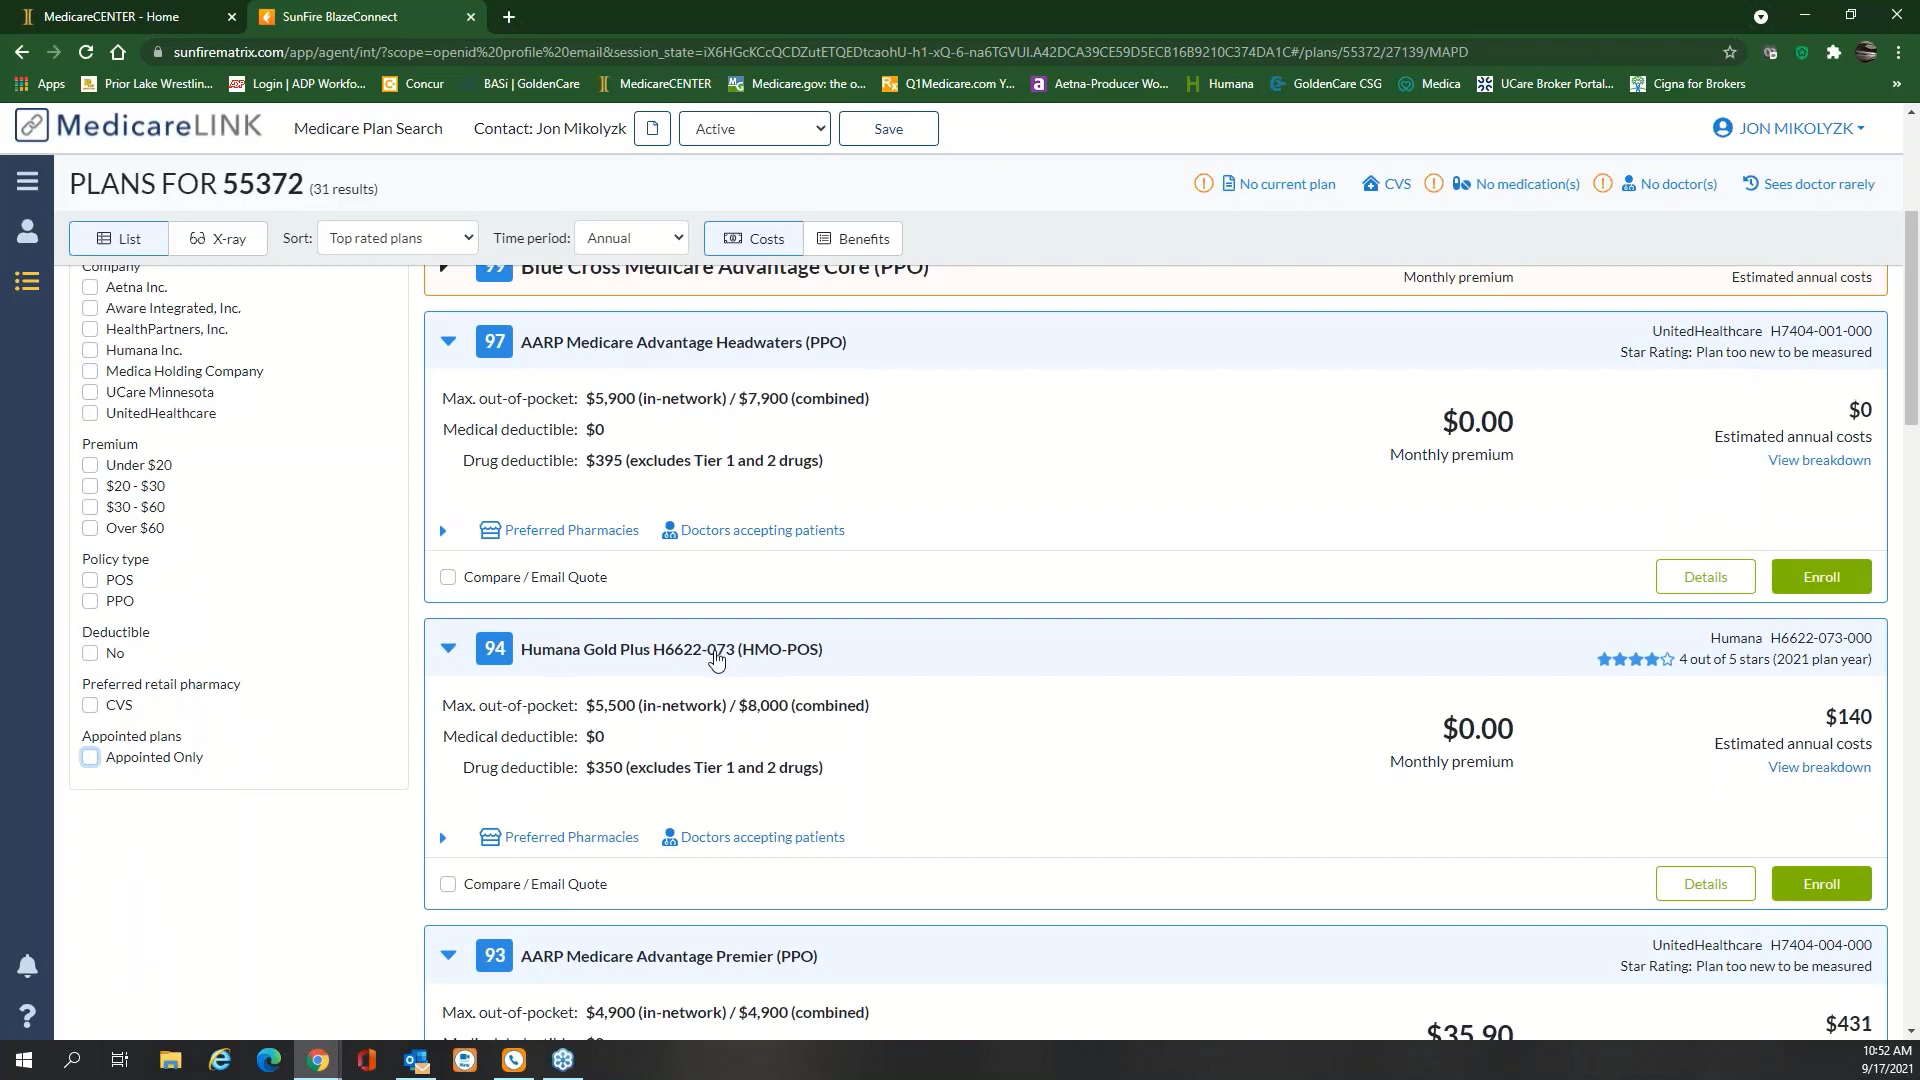 MedicareCENTER - Home
SunFire BlazeConnect
sunfirematrix.com/app/agent/int/?scope=openid%20profile%20email&session_state=iX6HGcKCcQCDZutETQEDtcaohU-h1-xQ-6-na6TGVUI.A42DCA39CE59D5ECB16B9210C374DA1C#/plans/55372/27139/MAPD
Apps Prior Lake Wrestlin... Login | ADP Workfo... Concur BASi | GoldenCare MedicareCENTER Medicare.gov: the o... Q1Medicare.com Y... Aetna-Producer Wo... Humana GoldenCare CSG Medica UCare Broker Portal... Cigna for Brokers »
MedicareLINK Medicare Plan Search Contact: Jon Mikolyzk Active Save JON MIKOLYZK
PLANS FOR 55372 (31 results) No current plan CVS No medication(s) No doctor(s) Sees doctor rarely
List X-ray Sort: Top rated plans Time period: Annual Costs Benefits
Company
Aetna Inc.
Aware Integrated, Inc.
HealthPartners, Inc.
Humana Inc.
Medica Holding Company
UCare Minnesota
UnitedHealthcare
Premium
Under $20
$20 - $30
$30 - $60
Over $60
Policy type
POS
PPO
Deductible
No
Preferred retail pharmacy
CVS
Appointed plans
Appointed Only
99 Blue Cross Medicare Advantage Core (PPO)
Monthly premium Estimated annual costs
97 AARP Medicare Advantage Headwaters (PPO)
UnitedHealthcare H7404-001-000
Star Rating: Plan too new to be measured
Max. out-of-pocket: $5,900 (in-network) / $7,900 (combined)
Medical deductible: $0
Drug deductible: $395 (excludes Tier 1 and 2 drugs)
$0.00
Monthly premium
$0
Estimated annual costs
View breakdown
Preferred Pharmacies Doctors accepting patients
Compare / Email Quote Details Enroll
94 Humana Gold Plus H6622-073 (HMO-POS)
Humana H6622-073-000
4 out of 5 stars (2021 plan year)
Max. out-of-pocket: $5,500 (in-network) / $8,000 (combined)
Medical deductible: $0
Drug deductible: $350 (excludes Tier 1 and 2 drugs)
$0.00
Monthly premium
$140
Estimated annual costs
View breakdown
Preferred Pharmacies Doctors accepting patients
Compare / Email Quote Details Enroll
93 AARP Medicare Advantage Premier (PPO)
UnitedHealthcare H7404-004-000
Star Rating: Plan too new to be measured
Max. out-of-pocket: $4,900 (in-network) / $4,900 (combined)
$35.90
$431
10:52 AM
9/17/2021